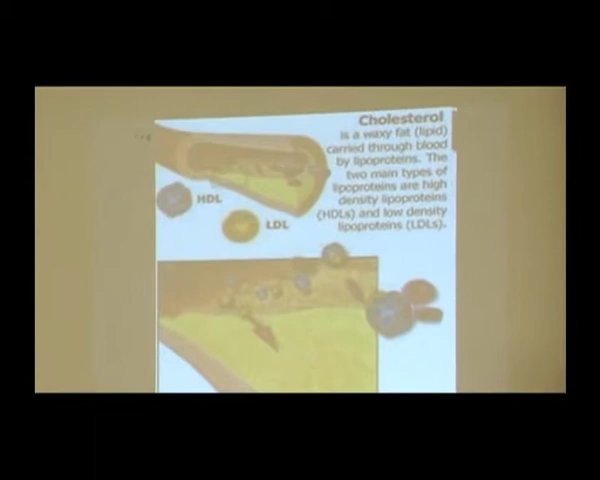 Cholesterol
is a waxy fat (lipid)
carried through blood
by lipoproteins. The
two main types of
lipoproteins are high
density lipoproteins
(HDLs) and low density
lipoproteins (LDLs).
HDL
LDL